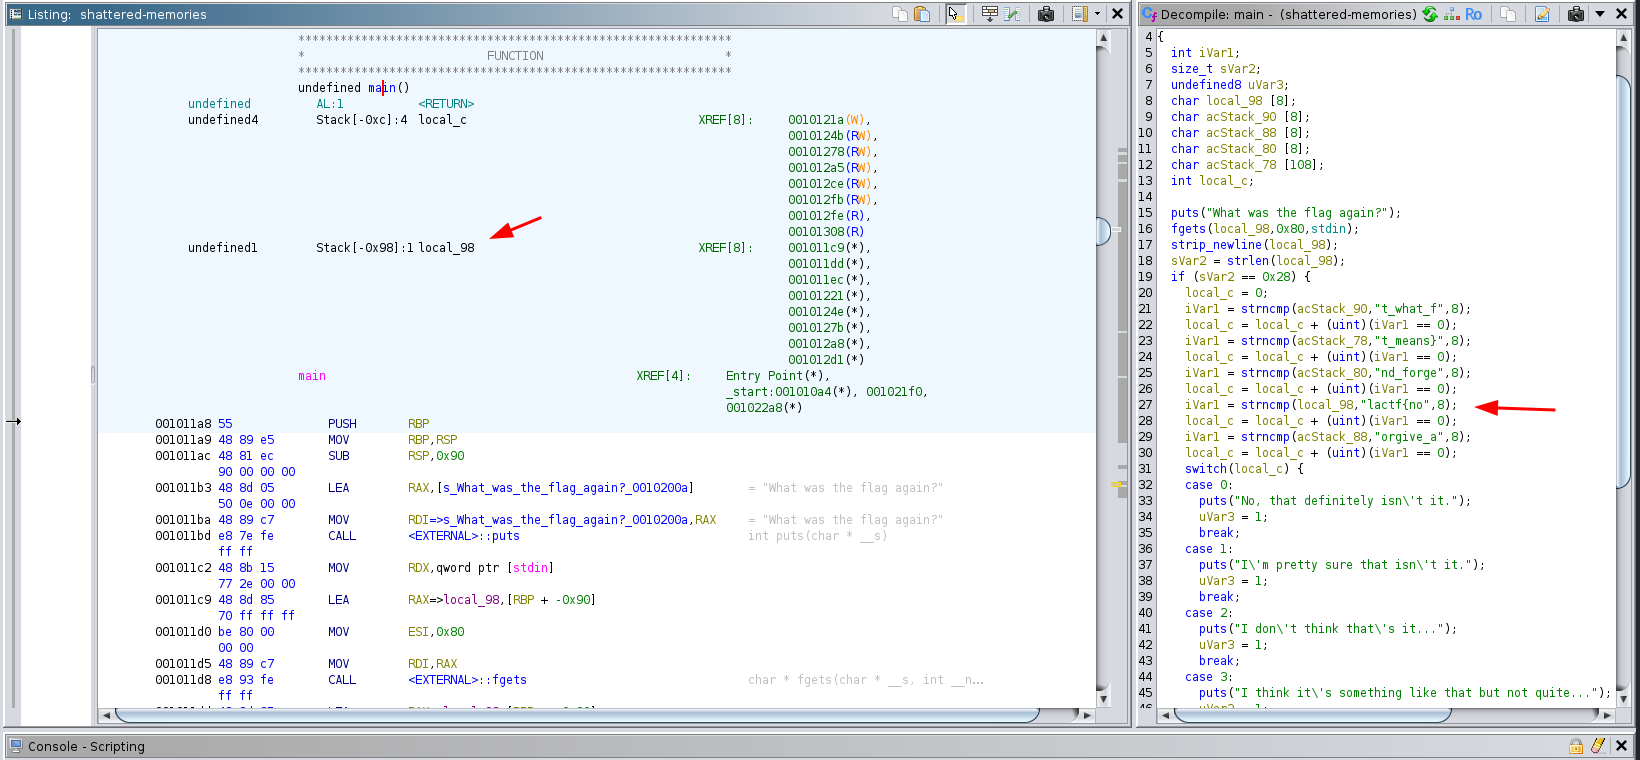 Listing: shattered-memories
**************************************************************
* FUNCTION *
**************************************************************
undefined main()
undefined AL:1 <RETURN>
undefined4 Stack[-0xc]:4 local_c XREF[8]: 0010121a(W),
0010124b(RW),
00101278(RW),
001012a5(RW),
001012ce(RW),
001012fb(RW),
001012fe(R),
00101308(R)
undefined1 Stack[-0x98]:1 local_98 XREF[8]: 001011c9(*),
001011dd(*),
001011ec(*),
00101221(*),
0010124e(*),
0010127b(*),
001012a8(*),
001012d1(*)
main XREF[4]: Entry Point(*),
_start:001010a4(*), 001021f0,
001022a8(*)
001011a8 55 PUSH RBP
001011a9 48 89 e5 MOV RBP,RSP
001011ac 48 81 ec SUB RSP,0x90
90 00 00 00
001011b3 48 8d 05 LEA RAX,[s_What_was_the_flag_again?_0010200a] = "What was the flag again?"
50 0e 00 00
001011ba 48 89 c7 MOV RDI=>s_What_was_the_flag_again?_0010200a,RAX = "What was the flag again?"
001011bd e8 7e fe CALL <EXTERNAL>::puts int puts(char * __s)
ff ff
001011c2 48 8b 15 MOV RDX,qword ptr [stdin]
77 2e 00 00
001011c9 48 8d 85 LEA RAX=>local_98,[RBP + -0x90]
70 ff ff ff
001011d0 be 80 00 MOV ESI,0x80
00 00
001011d5 48 89 c7 MOV RDI,RAX
001011d8 e8 93 fe CALL <EXTERNAL>::fgets char * fgets(char * __s, int __n...
ff ff
Decompile: main - (shattered-memories)
Ro
4 {
5 int iVar1;
6 size_t sVar2;
7 undefined8 uVar3;
8 char local_98 [8];
9 char acStack_90 [8];
10 char acStack_88 [8];
11 char acStack_80 [8];
12 char acStack_78 [108];
13 int local_c;
14
15 puts("What was the flag again?");
16 fgets(local_98,0x80,stdin);
17 strip_newline(local_98);
18 sVar2 = strlen(local_98);
19 if (sVar2 == 0x28) {
20 local_c = 0;
21 iVar1 = strncmp(acStack_90,"t_what_f",8);
22 local_c = local_c + (uint)(iVar1 == 0);
23 iVar1 = strncmp(acStack_78,"t_means}",8);
24 local_c = local_c + (uint)(iVar1 == 0);
25 iVar1 = strncmp(acStack_80,"nd_forge",8);
26 local_c = local_c + (uint)(iVar1 == 0);
27 iVar1 = strncmp(local_98,"lactf{no",8);
28 local_c = local_c + (uint)(iVar1 == 0);
29 iVar1 = strncmp(acStack_88,"orgive_a",8);
30 local_c = local_c + (uint)(iVar1 == 0);
31 switch(local_c) {
32 case 0:
33 puts("No, that definitely isn\'t it.");
34 uVar3 = 1;
35 break;
36 case 1:
37 puts("I\'m pretty sure that isn\'t it.");
38 uVar3 = 1;
39 break;
40 case 2:
41 puts("I don\'t think that\'s it...");
42 uVar3 = 1;
43 break;
44 case 3:
45 puts("I think it\'s something like that but not quite...");
Console - Scripting